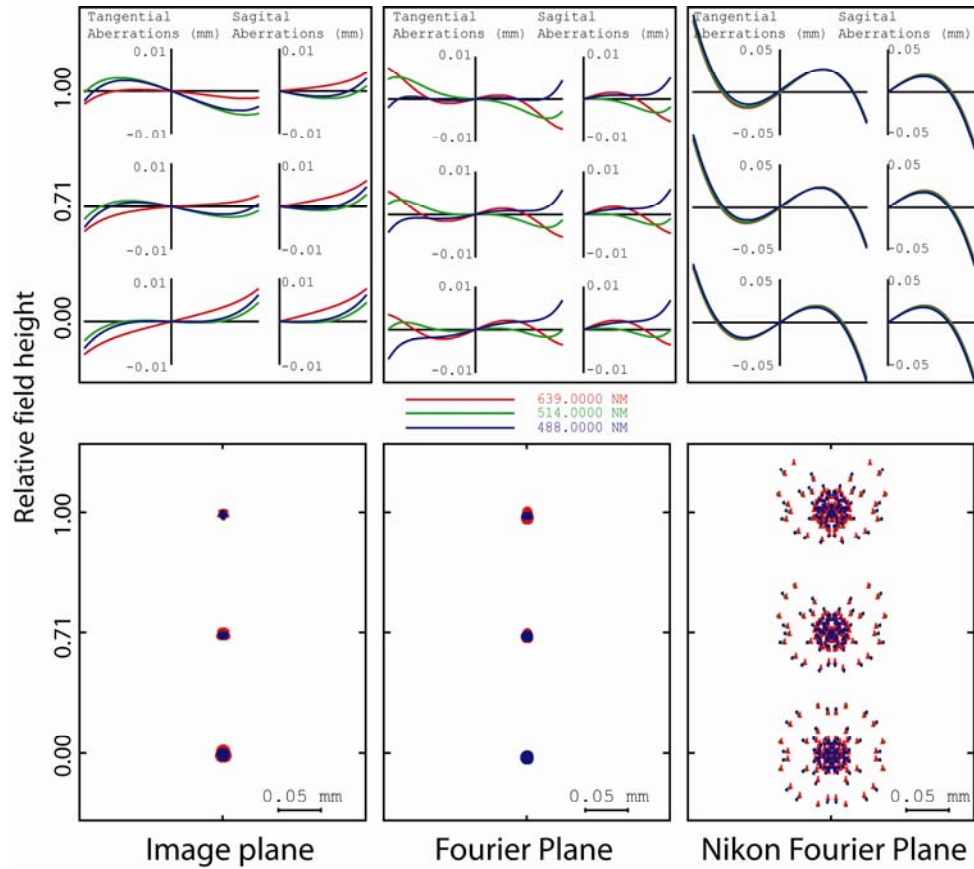 Tangential Sagital
Aberrations (mm) Aberrations (mm)
Tangential Sagital
Aberrations (mm) Aberrations (mm)
Tangential Sagital
Aberrations (mm) Aberrations (mm)
0.01 0.01 0.01 0.01 0.05 0.05
1.00
-0.01 -0.01 -0.01 -0.01 -0.05 -0.05
0.01 0.01 0.01 0.01 0.05 0.05
0.71
-0.01 -0.01 -0.01 -0.01 -0.05 -0.05
0.01 0.01 0.01 0.01 0.05 0.05
0.00
-0.01 -0.01 -0.01 -0.01 -0.05 -0.05
Relative field height
639.0000 NM
514.0000 NM
488.0000 NM
1.00
0.71
0.00
0.05 mm 0.05 mm 0.05 mm
Image plane Fourier Plane Nikon Fourier Plane